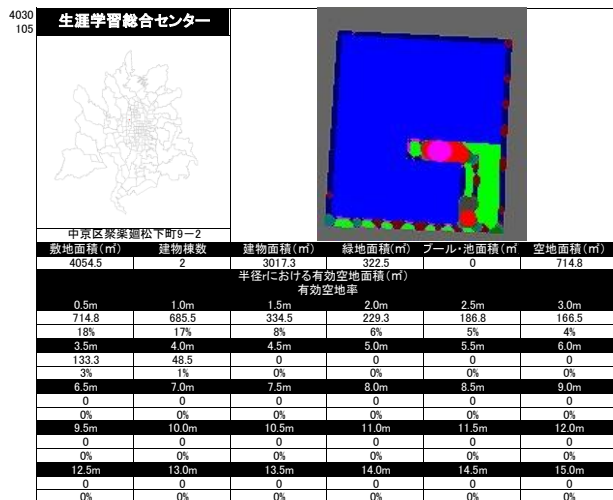 4030
105
生涯学習総合センター
中京区聚楽廻松下町9-2
敷地面積(㎡) 建物棟数 建物面積(㎡) 緑地面積(㎡) プール・池面積(㎡ 空地面積(㎡)
4054.5 2 3017.3 322.5 0 714.8
半径rにおける有効空地面積(㎡)
有効空地率
0.5m 1.0m 1.5m 2.0m 2.5m 3.0m
714.8 685.5 334.5 229.3 186.8 166.5
18% 17% 8% 6% 5% 4%
3.5m 4.0m 4.5m 5.0m 5.5m 6.0m
133.3 48.5 0 0 0 0
3% 1% 0% 0% 0% 0%
6.5m 7.0m 7.5m 8.0m 8.5m 9.0m
0 0 0 0 0 0
0% 0% 0% 0% 0% 0%
9.5m 10.0m 10.5m 11.0m 11.5m 12.0m
0 0 0 0 0 0
0% 0% 0% 0% 0% 0%
12.5m 13.0m 13.5m 14.0m 14.5m 15.0m
0 0 0 0 0 0
0% 0% 0% 0% 0% 0%